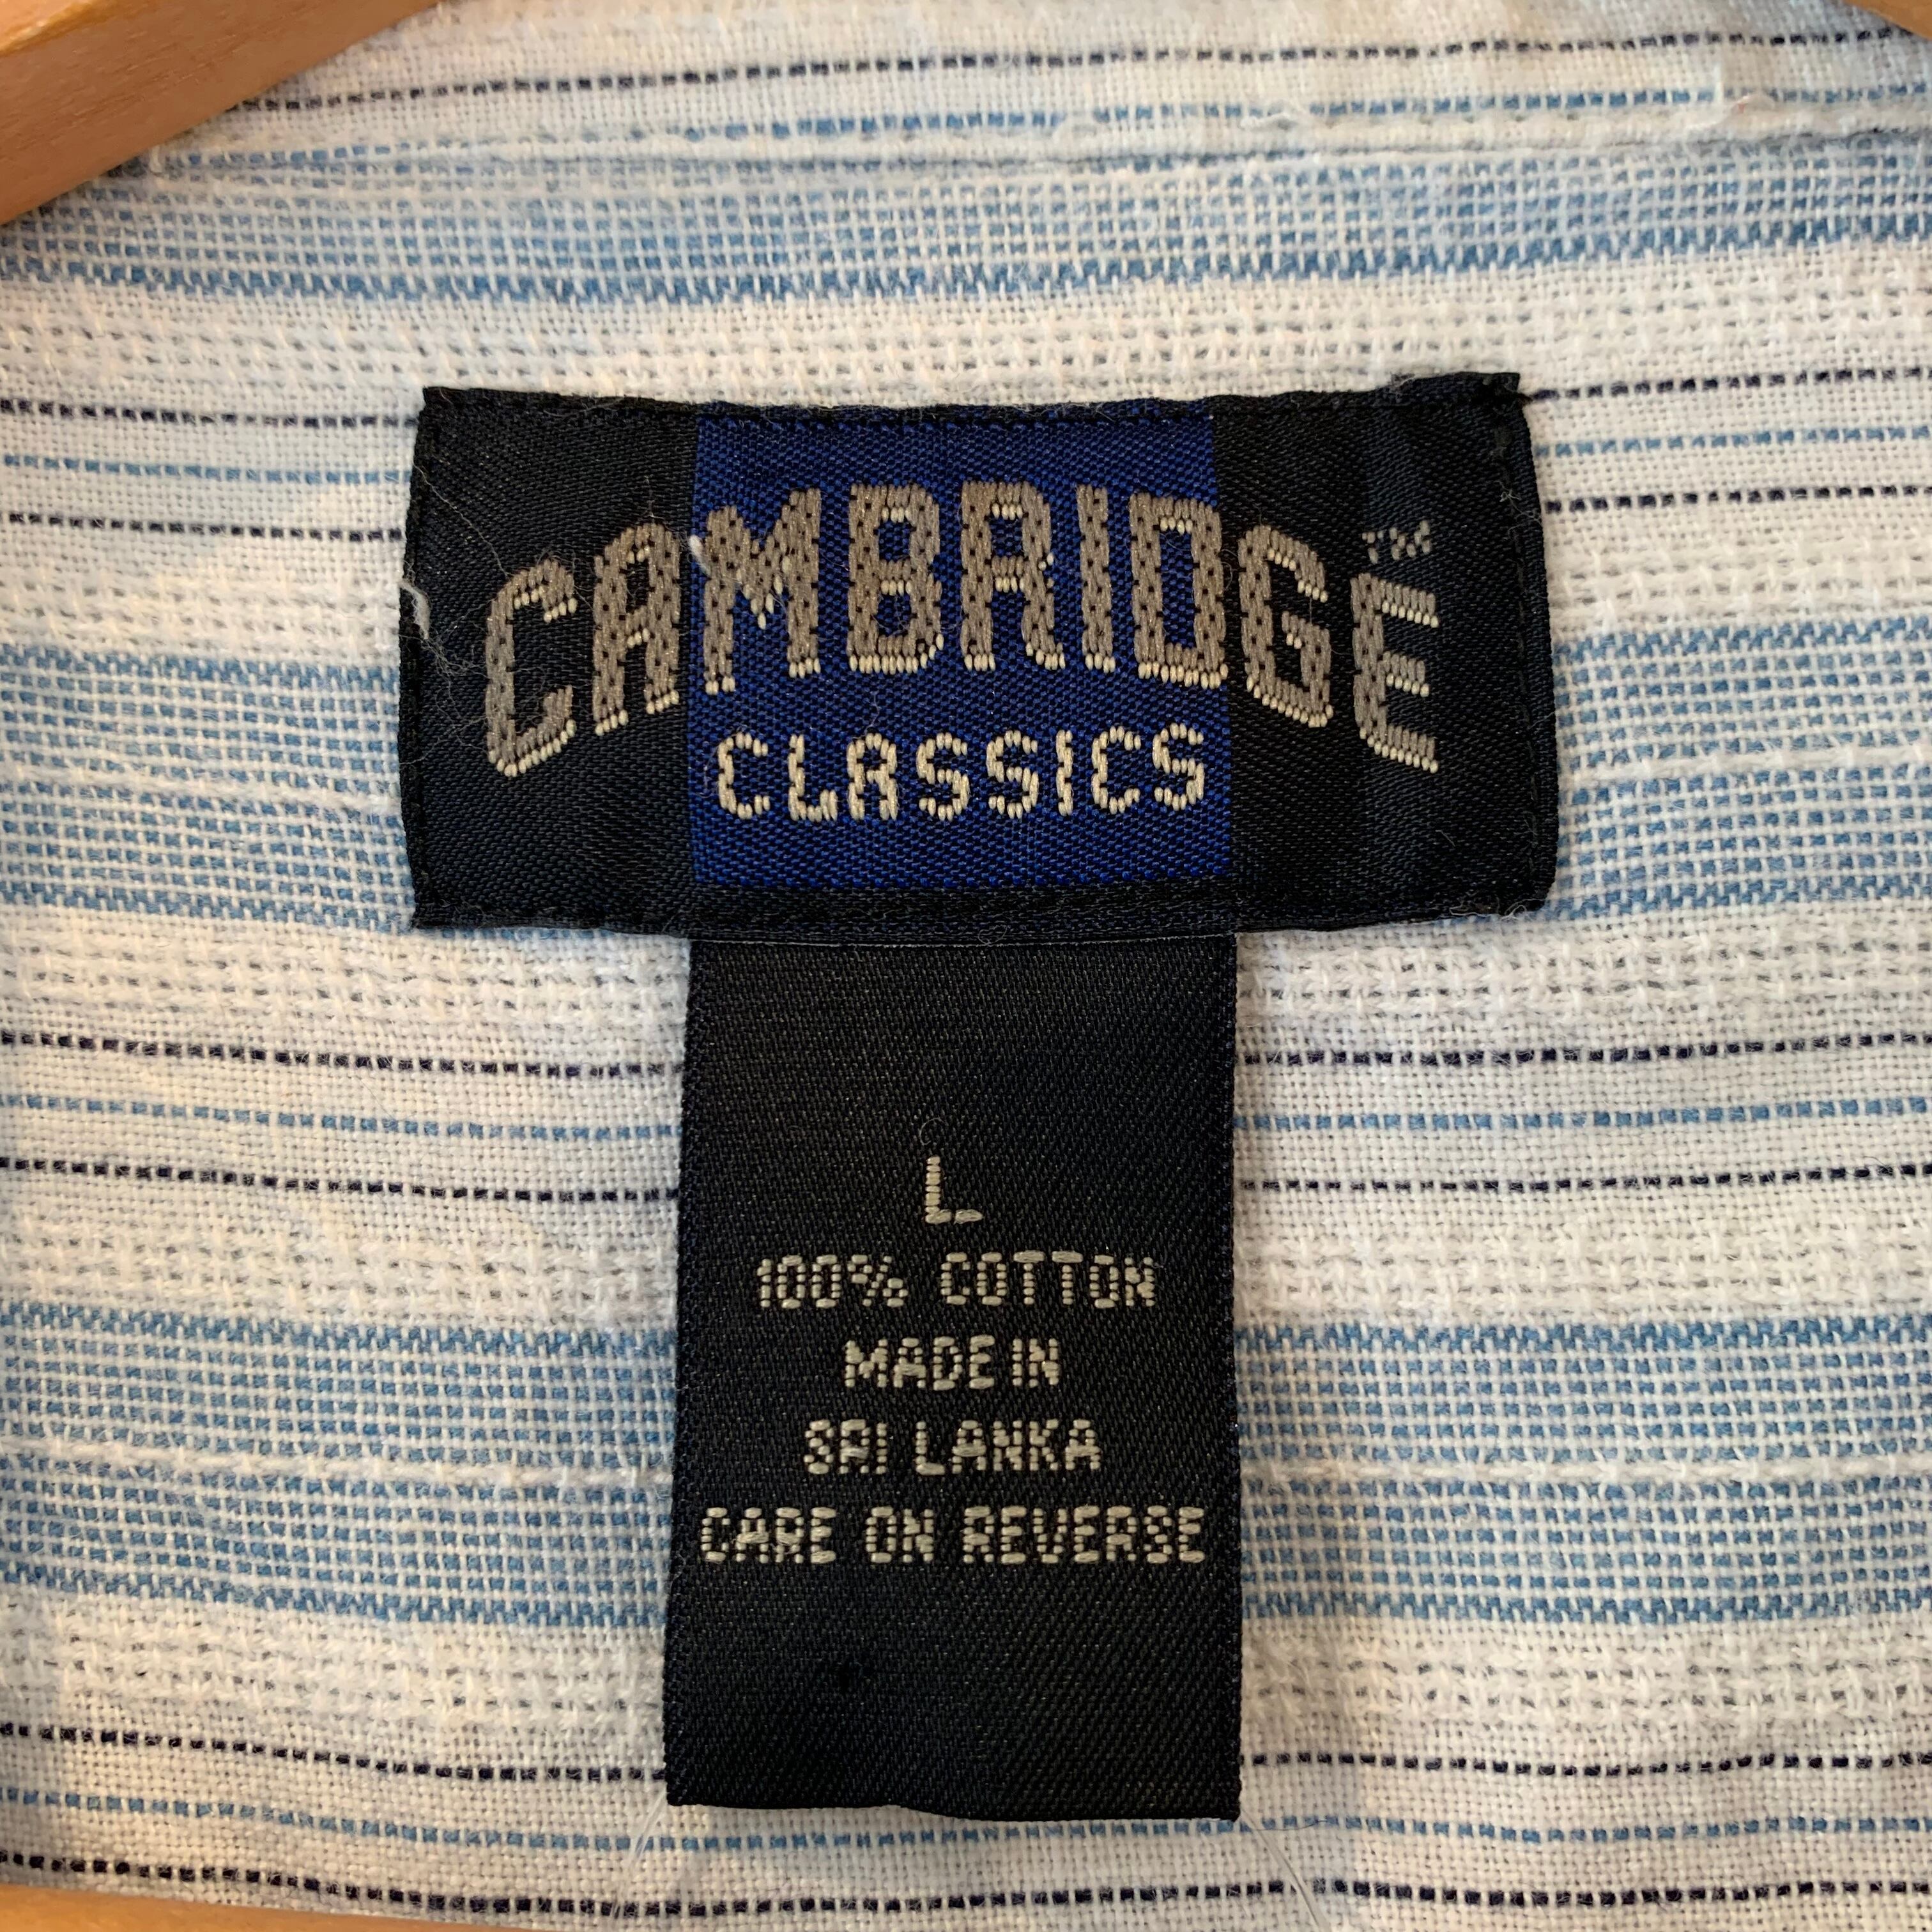 CAMBRIDGE™
CLASSICS
L
100% COTTON
MADE IN
SRI LANKA
CARE ON REVERSE